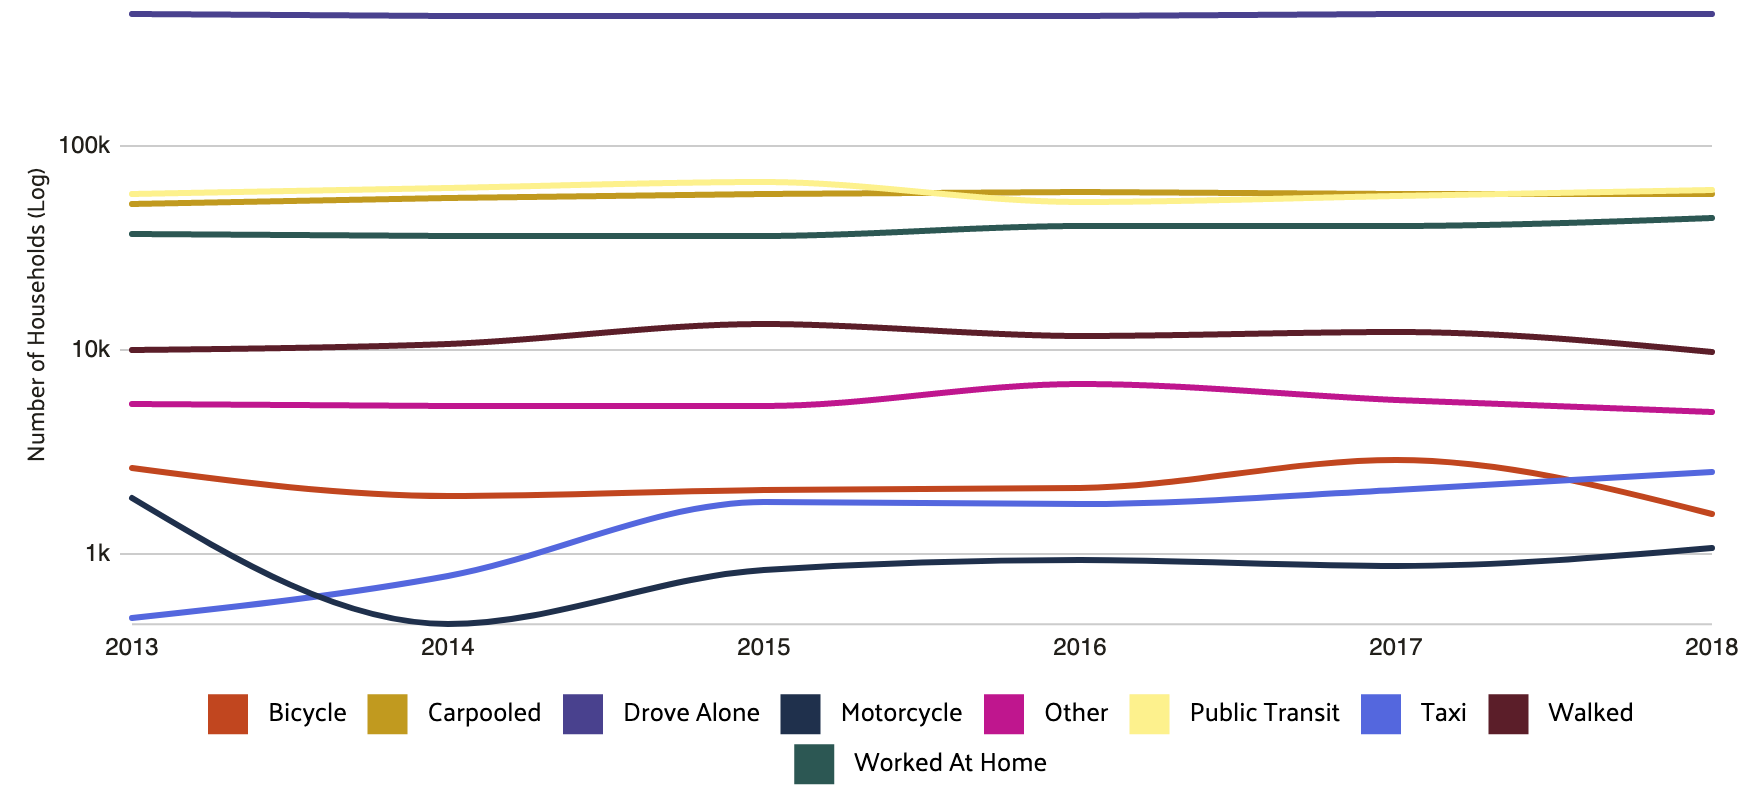 Number of Households (Log)
100k
10k
1k
2013 2014 2015 2016 2017 2018
Bicycle Carpooled Drove Alone Motorcycle Other Public Transit Taxi Walked
Worked At Home